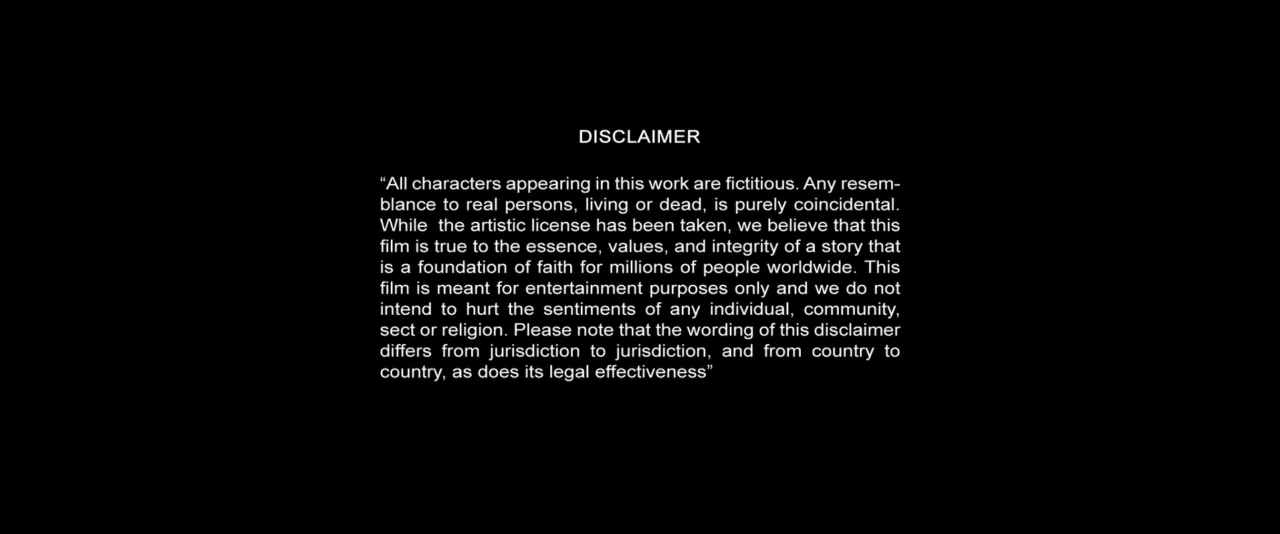 DISCLAIMER
“All characters appearing in this work are fictitious. Any resem-
blance to real persons, living or dead, is purely coincidental.
While  the artistic license has been taken, we believe that this
film is true to the essence, values, and integrity of a story that
is a foundation of faith for millions of people worldwide. This
film is meant for entertainment purposes only and we do not
intend to hurt the sentiments of any individual, community,
sect or religion. Please note that the wording of this disclaimer
differs from jurisdiction to jurisdiction, and from country to
country, as does its legal effectiveness”